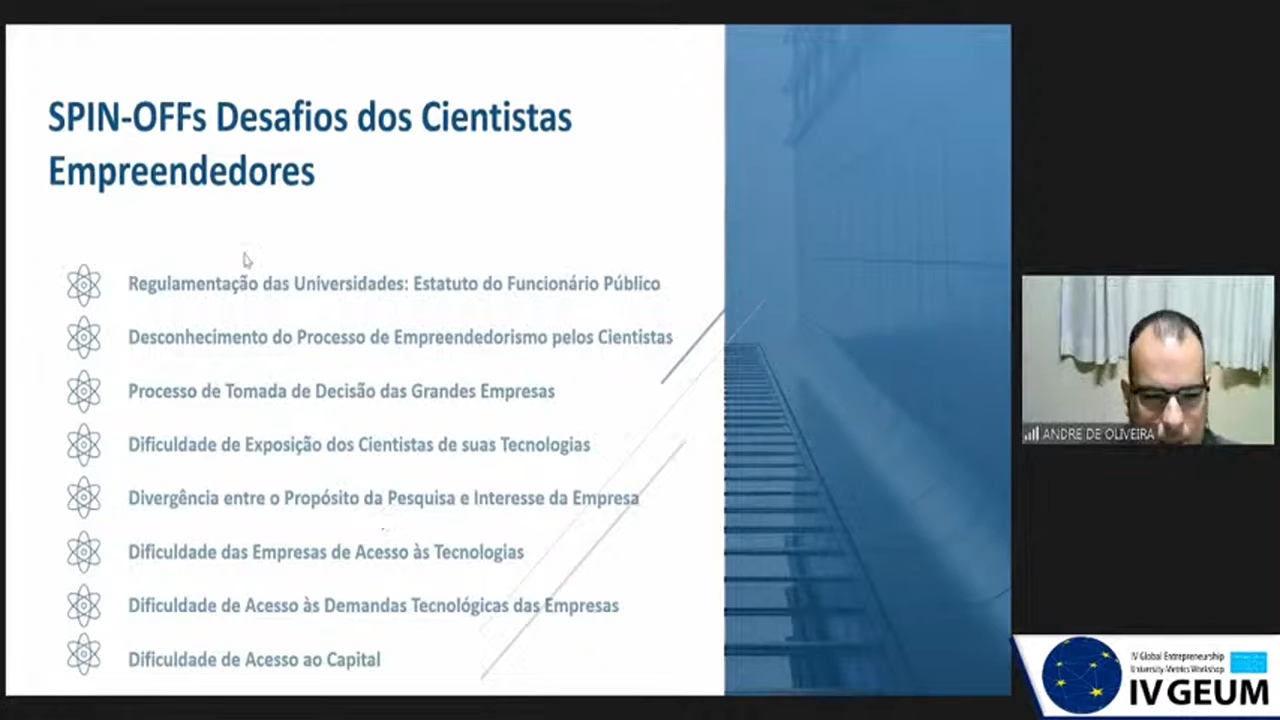 SPIN-OFFs Desafios dos Cientistas
Empreendedores
Regulamentação das Universidades: Estatuto do Funcionário Público
Desconhecimento do Processo de Empreendedorismo pelos Cientistas
Processo de Tomada de Decisão das Grandes Empresas
Dificuldade de Exposição dos Cientistas de suas Tecnologias
Divergência entre o Propósito da Pesquisa e Interesse da Empresa
Dificuldade das Empresas de Acesso às Tecnologias
Dificuldade de Acesso às Demandas Tecnológicas das Empresas
Dificuldade de Acesso ao Capital
ANDRE DE OLIVEIRA
IV Global Entrepreneurship
University Metrics Workshop
IV GEUM